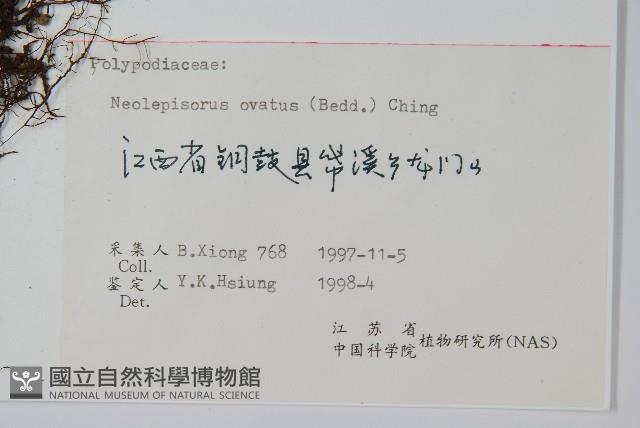 Polypodiaceae:
Neolepisorus ovatus (Bedd.) Ching
江西省铜鼓县带溪乡龙门
采集人 B.Xiong 768 1997-11-5
Coll.
鉴定人 Y.K.Hsiung 1998-4
Det.
江苏省
中国科学院植物研究所(NAS)
國立自然科學博物館
NATIONAL MUSEUM OF NATURAL SCIENCE